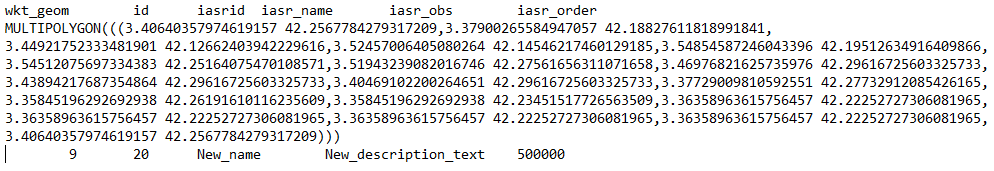 wkt_geom id iasrid iasr_name iasr_obs iasr_order
MULTIPOLYGON(((3.40640357974619157 42.2567784279317209,3.37900265584947057 42.18827611818991841,
3.44921752333481901 42.12662403942229616,3.52457006405080264 42.14546217460129185,3.54854587246043396 42.19512634916409866,
3.54512075697334383 42.25164075470108571,3.51943239082016746 42.27561656311071658,3.46976821625735976 42.29616725603325733,
3.43894217687354864 42.29616725603325733,3.40469102200264651 42.29616725603325733,3.37729009810592551 42.27732912085426165,
3.35845196292692938 42.26191610116235609,3.35845196292692938 42.23451517726563509,3.36358963615756457 42.22252727306081965,
3.36358963615756457 42.22252727306081965,3.36358963615756457 42.22252727306081965,3.36358963615756457 42.22252727306081965,
3.40640357974619157 42.2567784279317209)))
9 20 New_name New_description_text 500000